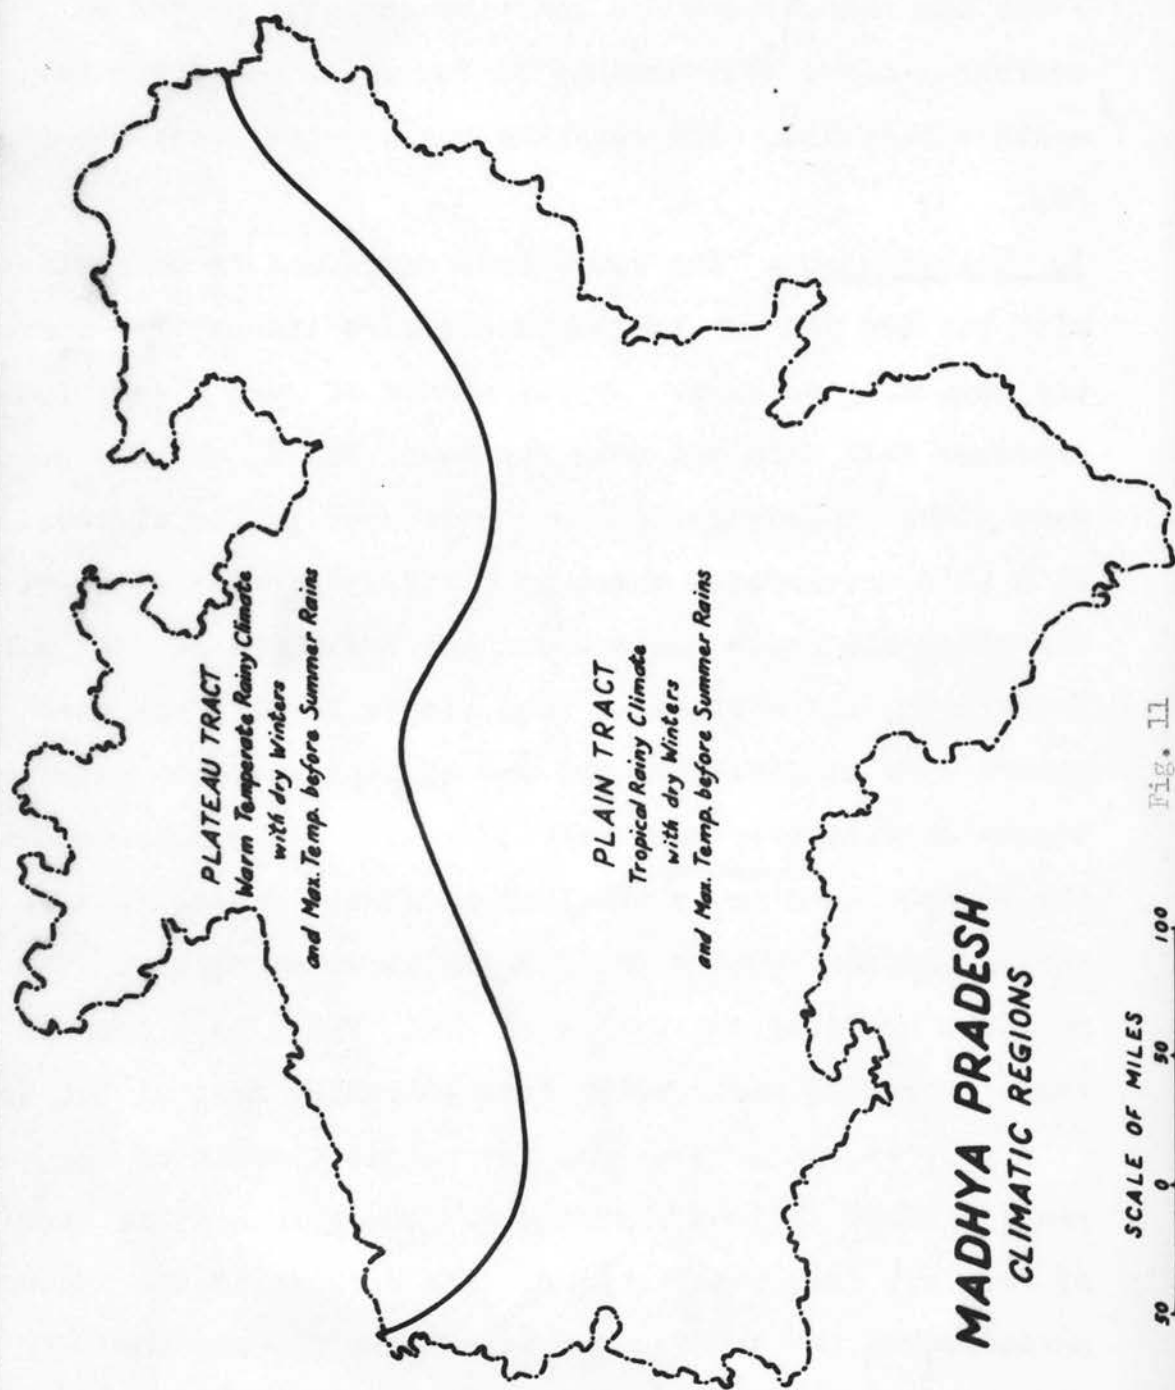 PLATEAU TRACT
Warm Temperate Rainy Climate
with dry Winters
and Max. Temp. before Summer Rains
PLAIN TRACT
Tropical Rainy Climate
with dry Winters
and Max. Temp. before Summer Rains
MADHYA PRADESH
CLIMATIC REGIONS
SCALE OF MILES
50 0 50 100
Fig. 11